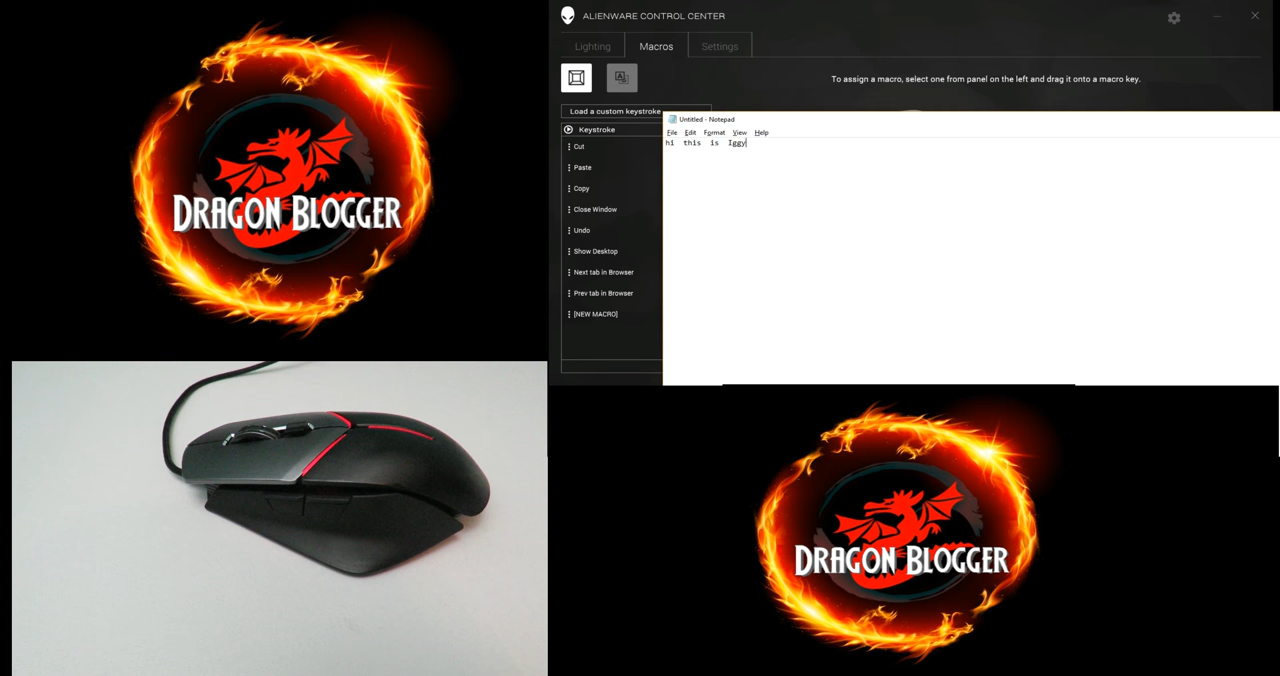 DRAGON BLOGGER
ALIENWARE CONTROL CENTER
Lighting
Macros
Settings
To assign a macro, select one from panel on the left and drag it onto a macro key.
Load a custom keystroke
Keystroke
Cut
Paste
Copy
Close Window
Undo
Show Desktop
Next tab in Browser
Prev tab in Browser
[NEW MACRO]
Untitled - Notepad
File Edit Format View Help
hi this is Iggy
DRAGON BLOGGER